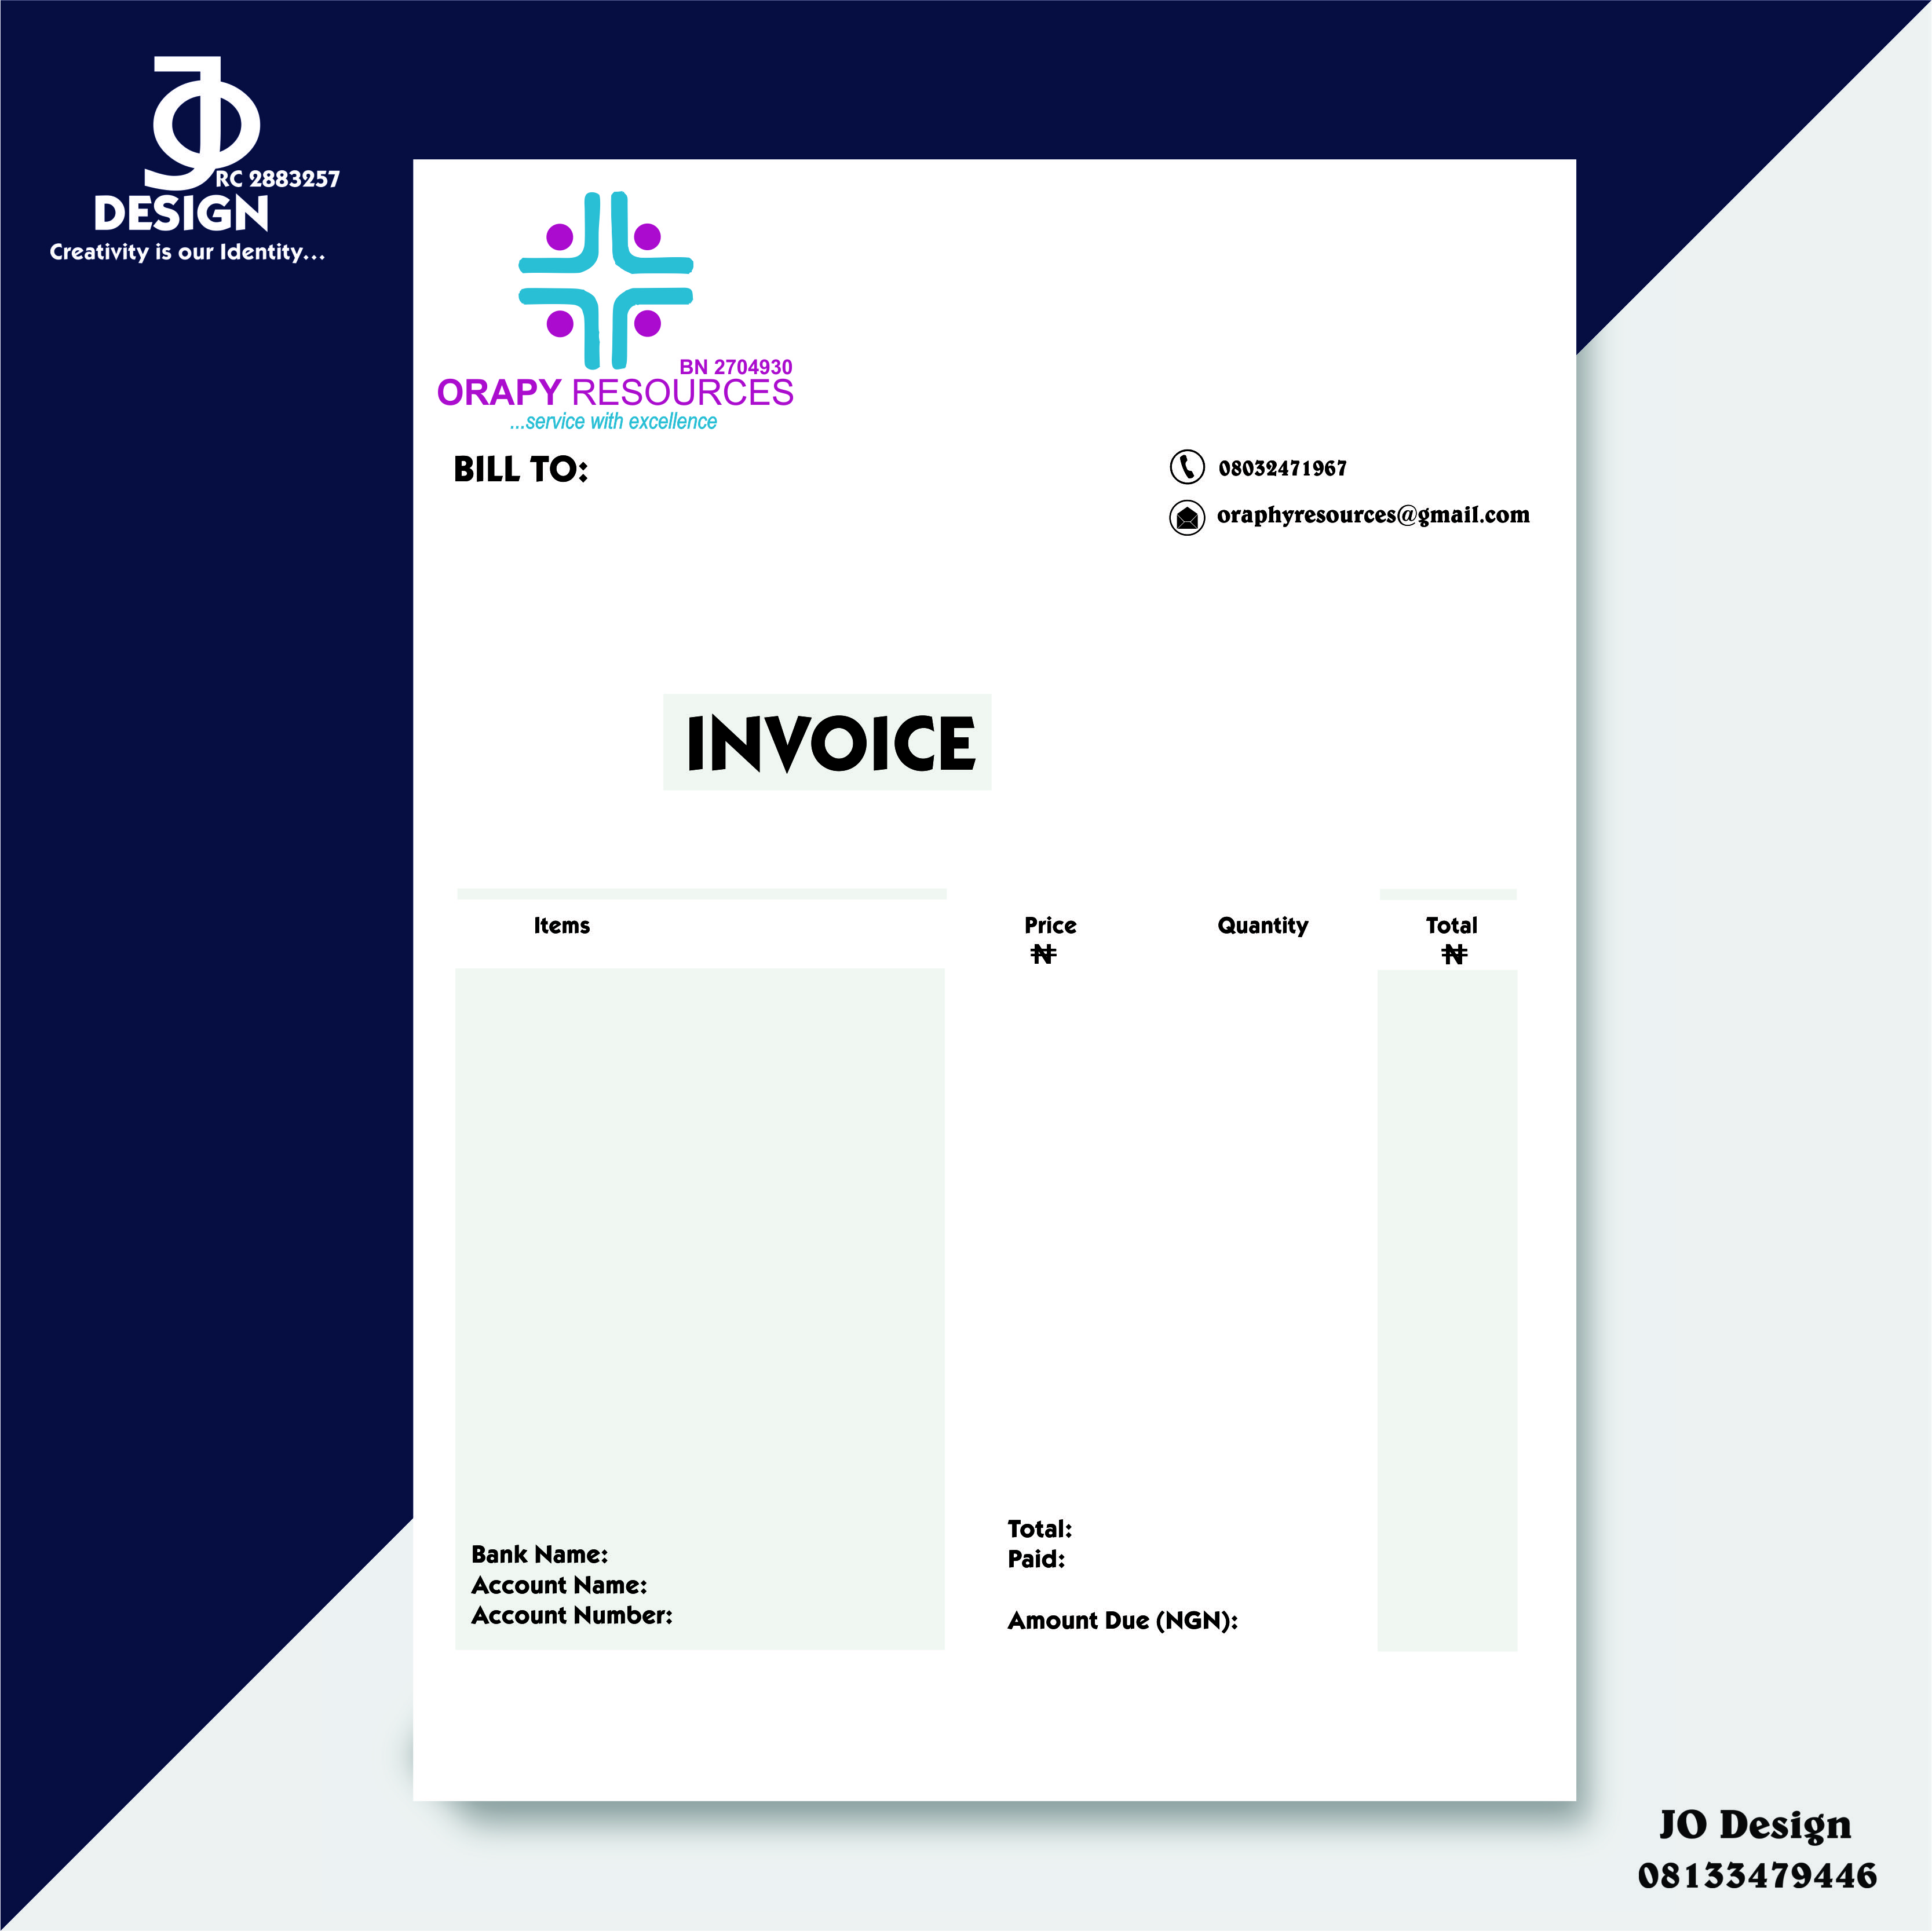 JO
RC 2883257
DESIGN
Creativity is our Identity...
BN 2704930
ORAPY RESOURCES
...service with excellence
BILL TO:
08032471967
oraphyresources@gmail.com
INVOICE
Items Price Quantity Total
₦ ₦
Total:
Paid:
Bank Name:
Account Name:
Account Number:
Amount Due (NGN):
JO Design
08133479446